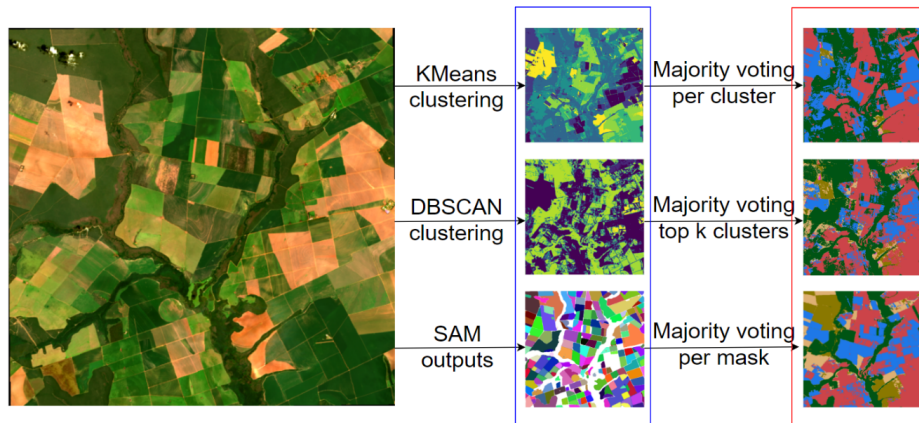 KMeans
clustering
Majority voting
per cluster
DBSCAN
clustering
Majority voting
top k clusters
SAM
outputs
Majority voting
per mask